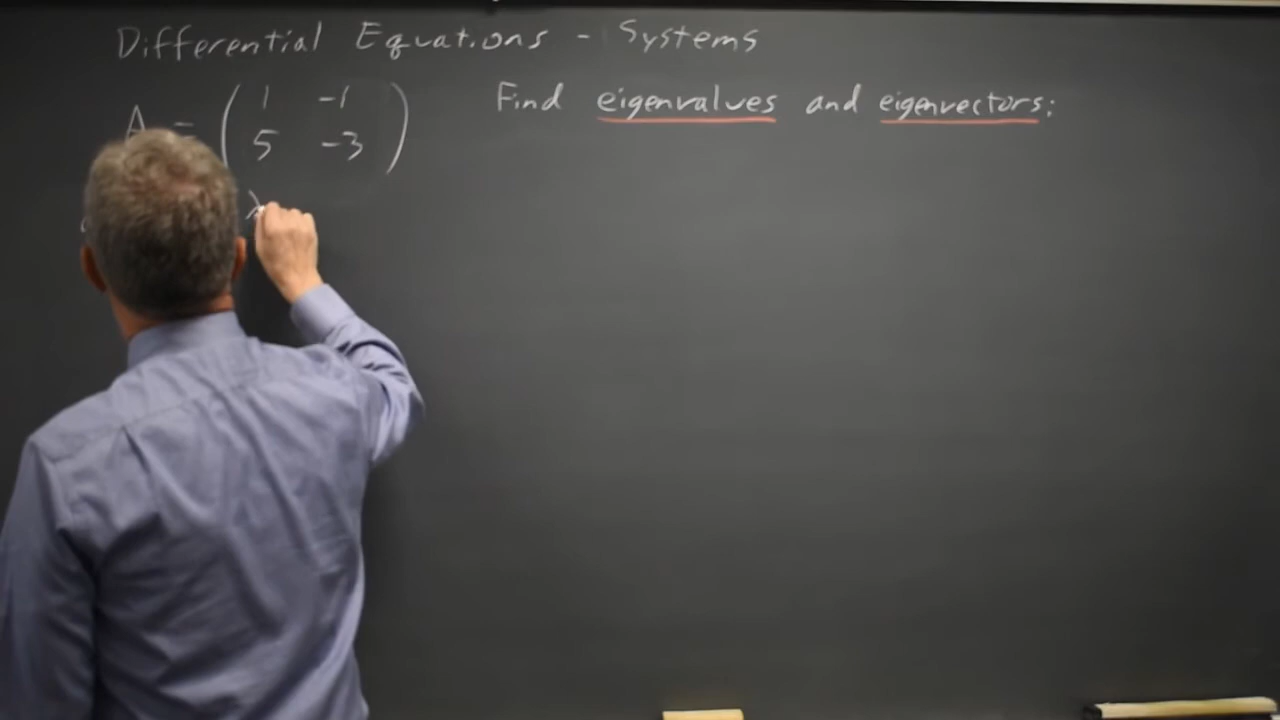 Differential Equations - Systems
A = ( 1 -1 Find eigenvalues and eigenvectors:
5 -3 )
λ